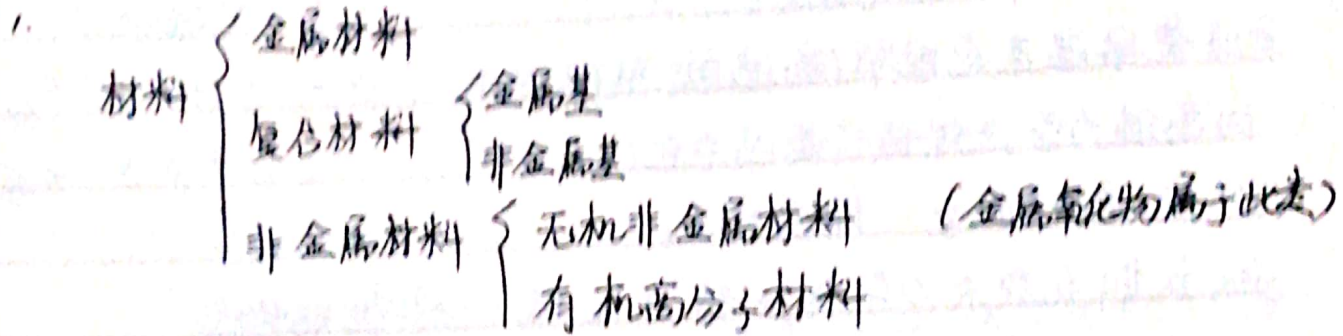 1.
金属材料
材料
金属基
复合材料
非金属基
非金属材料
无机非金属材料 (金属氧化物属于此类)
有机高分子材料